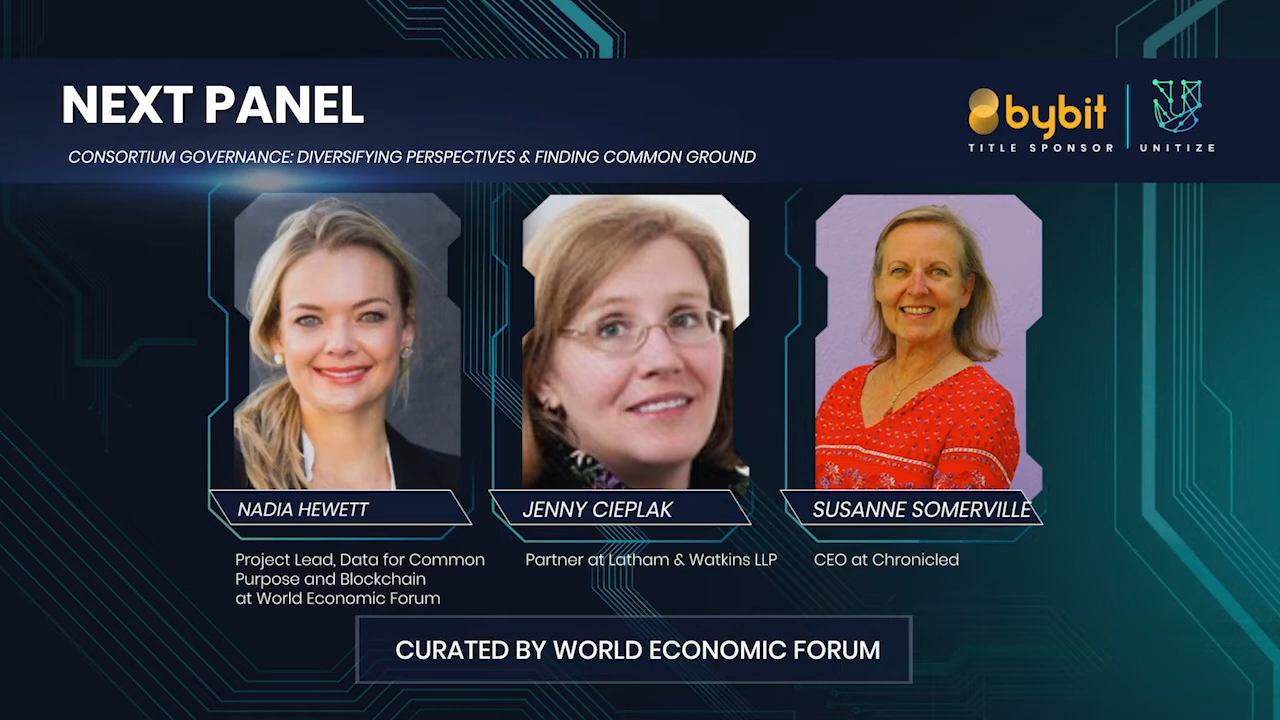 NEXT PANEL
CONSORTIUM GOVERNANCE: DIVERSIFYING PERSPECTIVES & FINDING COMMON GROUND
bybit
TITLE SPONSOR
UNITIZE
NADIA HEWETT
Project Lead, Data for Common
Purpose and Blockchain
at World Economic Forum
JENNY CIEPLAK
Partner at Latham & Watkins LLP
SUSANNE SOMERVILLE
CEO at Chronicled
CURATED BY WORLD ECONOMIC FORUM